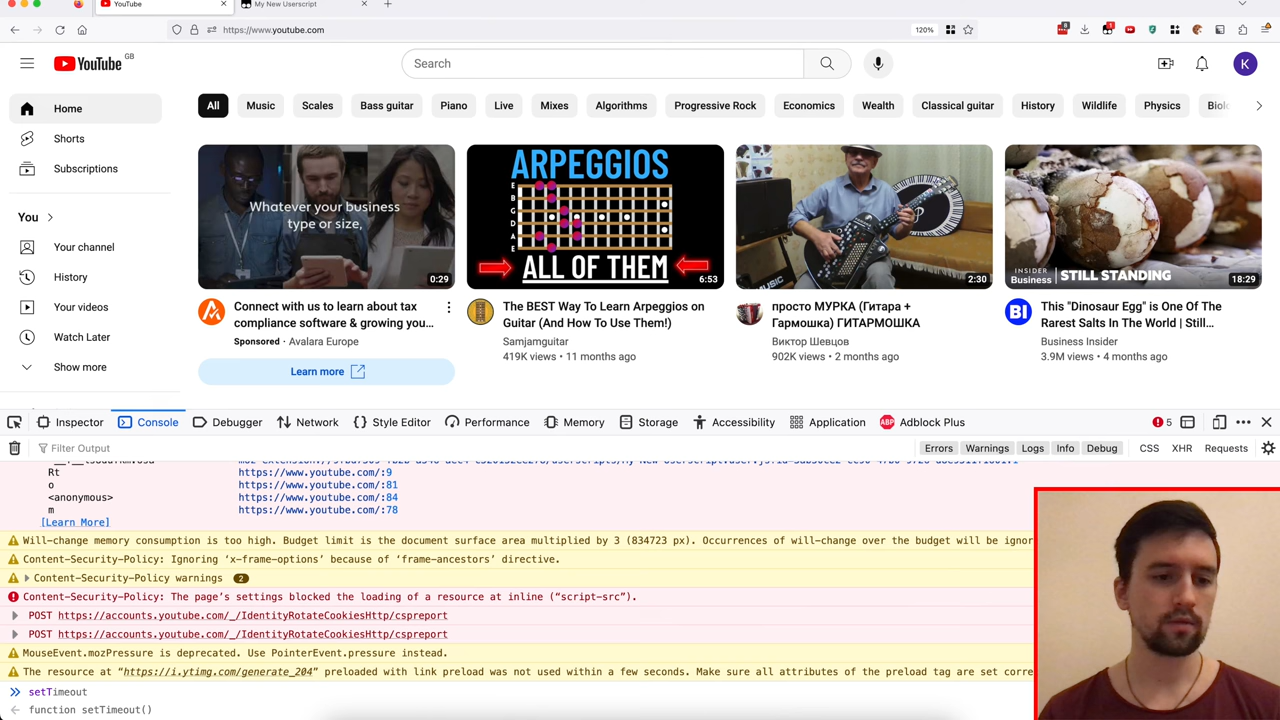 YouTube
My New Userscript
https://www.youtube.com
120%
8
1
YouTube GB
Search
K
All
Music
Scales
Bass guitar
Piano
Live
Mixes
Algorithms
Progressive Rock
Economics
Wealth
Classical guitar
History
Wildlife
Physics
Home
Shorts
Subscriptions
You
Your channel
History
Your videos
Watch Later
Show more
Whatever your business
type or size,
0:29
Connect with us to learn about tax
compliance software & growing you…
Sponsored • Avalara Europe
Learn more
ARPEGGIOS
E
B
G
D
A
E
ALL OF THEM
6:53
The BEST Way To Learn Arpeggios on
Guitar (And How To Use Them!)
Samjamguitar
419K views • 11 months ago
2:30
просто МУРКА (Гитара +
Гармошка) ГИТАРМОШКА
Виктор Шевцов
902K views • 2 months ago
INSIDER
Business
STILL STANDING
18:29
BI
This "Dinosaur Egg" is One Of The
Rarest Salts In The World | Still…
Business Insider
3.9M views • 4 months ago
Inspector
Console
Debugger
Network
Style Editor
Performance
Memory
Storage
Accessibility
Application
ABP
Adblock Plus
5
Filter Output
Errors
Warnings
Logs
Info
Debug
CSS
XHR
Requests
Rt https://www.youtube.com/:9
o https://www.youtube.com/:81
<anonymous> https://www.youtube.com/:84
m https://www.youtube.com/:78
[Learn More]
Will-change memory consumption is too high. Budget limit is the document surface area multiplied by 3 (834723 px). Occurrences of will-change over the budget will be ignor
Content-Security-Policy: Ignoring ‘x-frame-options’ because of ‘frame-ancestors’ directive.
Content-Security-Policy warnings 2
Content-Security-Policy: The page’s settings blocked the loading of a resource at inline (“script-src”).
POST https://accounts.youtube.com/_/IdentityRotateCookiesHttp/cspreport
POST https://accounts.youtube.com/_/IdentityRotateCookiesHttp/cspreport
MouseEvent.mozPressure is deprecated. Use PointerEvent.pressure instead.
The resource at “https://i.ytimg.com/generate_204” preloaded with link preload was not used within a few seconds. Make sure all attributes of the preload tag are set corre
setTimeout
function setTimeout()